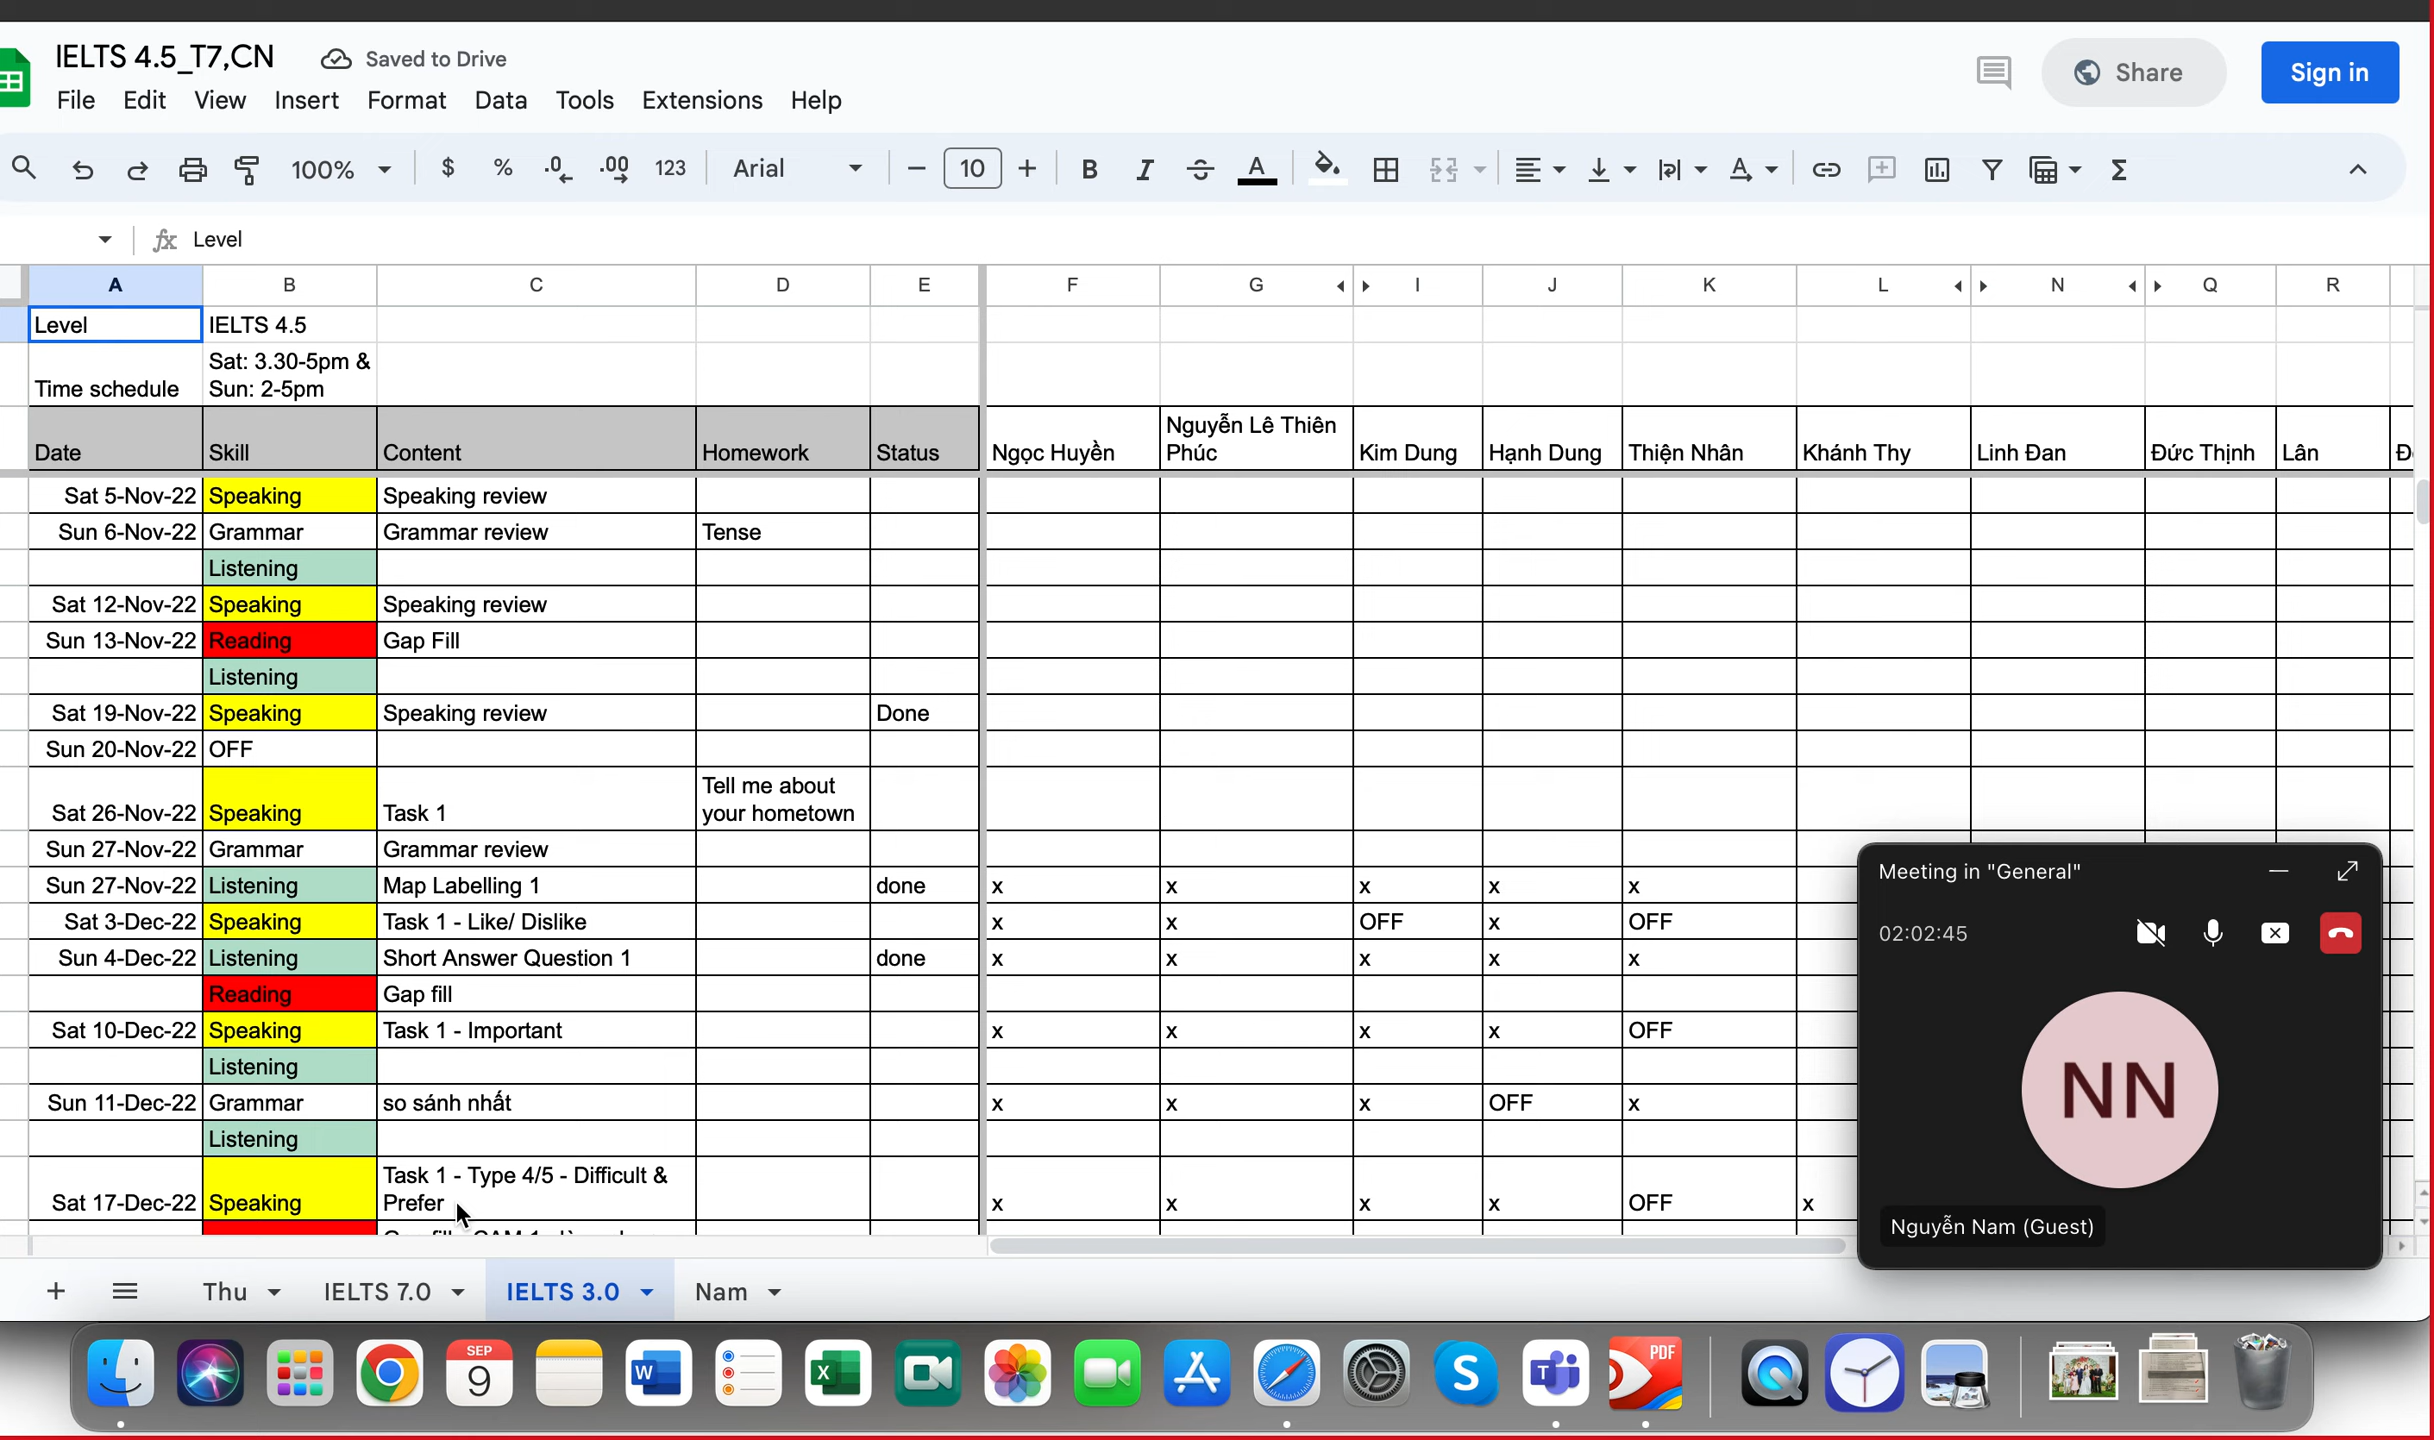 IELTS 4.5_T7,CN Saved to Drive
Share Sign in
File Edit View Insert Format Data Tools Extensions Help
100% $ % .0 .00 123 Arial 10 B I S A A Σ
fx Level
A B C D E F G I J K L N Q R
Level IELTS 4.5
Sat: 3.30-5pm &
Time schedule Sun: 2-5pm
Nguyễn Lê Thiên
Date Skill Content Homework Status Ngọc Huyền Phúc Kim Dung Hạnh Dung Thiện Nhân Khánh Thy Linh Đan Đức Thịnh Lân
Sat 5-Nov-22 Speaking Speaking review
Sun 6-Nov-22 Grammar Grammar review Tense
Listening
Sat 12-Nov-22 Speaking Speaking review
Sun 13-Nov-22 Reading Gap Fill
Listening
Sat 19-Nov-22 Speaking Speaking review Done
Sun 20-Nov-22 OFF
Tell me about
Sat 26-Nov-22 Speaking Task 1 your hometown
Sun 27-Nov-22 Grammar Grammar review
Sun 27-Nov-22 Listening Map Labelling 1 done x x x x x
Sat 3-Dec-22 Speaking Task 1 - Like/ Dislike x x OFF x OFF
Sun 4-Dec-22 Listening Short Answer Question 1 done x x x x x
Reading Gap fill
Sat 10-Dec-22 Speaking Task 1 - Important x x x x OFF
Listening
Sun 11-Dec-22 Grammar so sánh nhất x x x OFF x
Listening
Task 1 - Type 4/5 - Difficult &
Sat 17-Dec-22 Speaking Prefer x x x x OFF x
Meeting in "General"
02:02:45
NN
Nguyễn Nam (Guest)
+ Thu IELTS 7.0 IELTS 3.0 Nam
SEP
9
W
X
S
T
PDF